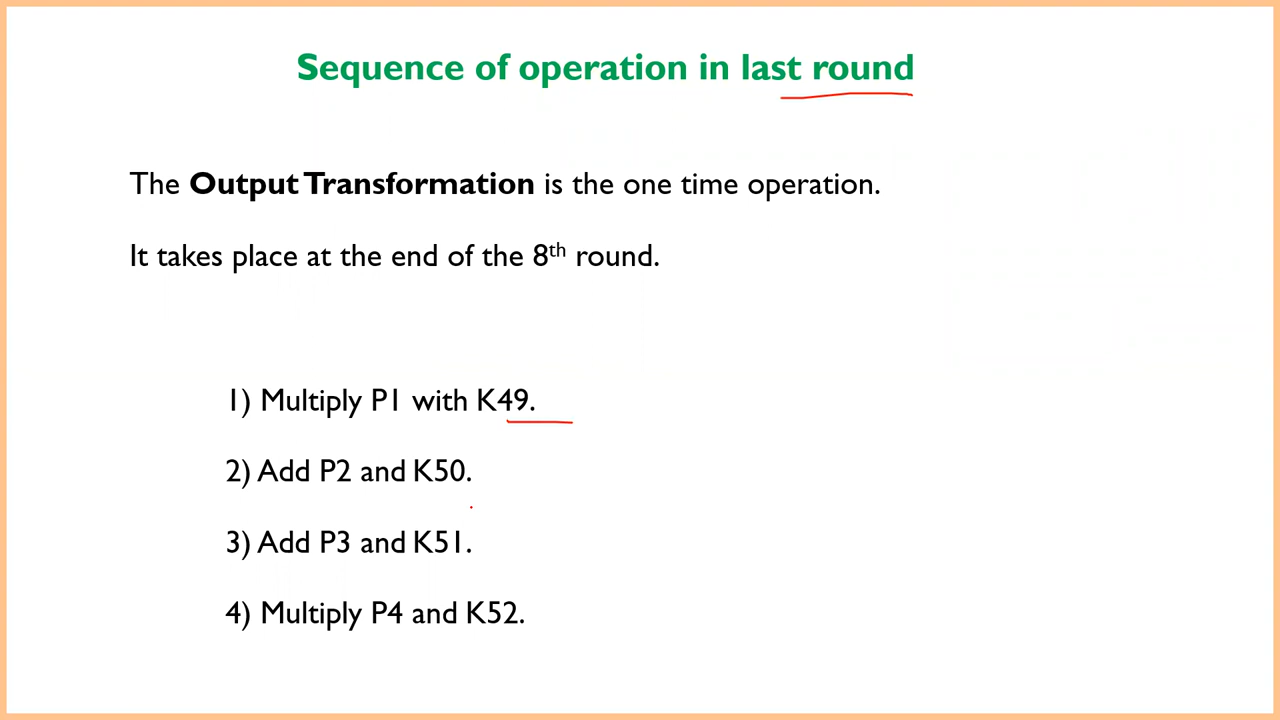 Sequence of operation in last round
The Output Transformation is the one time operation.
It takes place at the end of the 8th round.
1) Multiply P1 with K49.
2) Add P2 and K50.
3) Add P3 and K51.
4) Multiply P4 and K52.